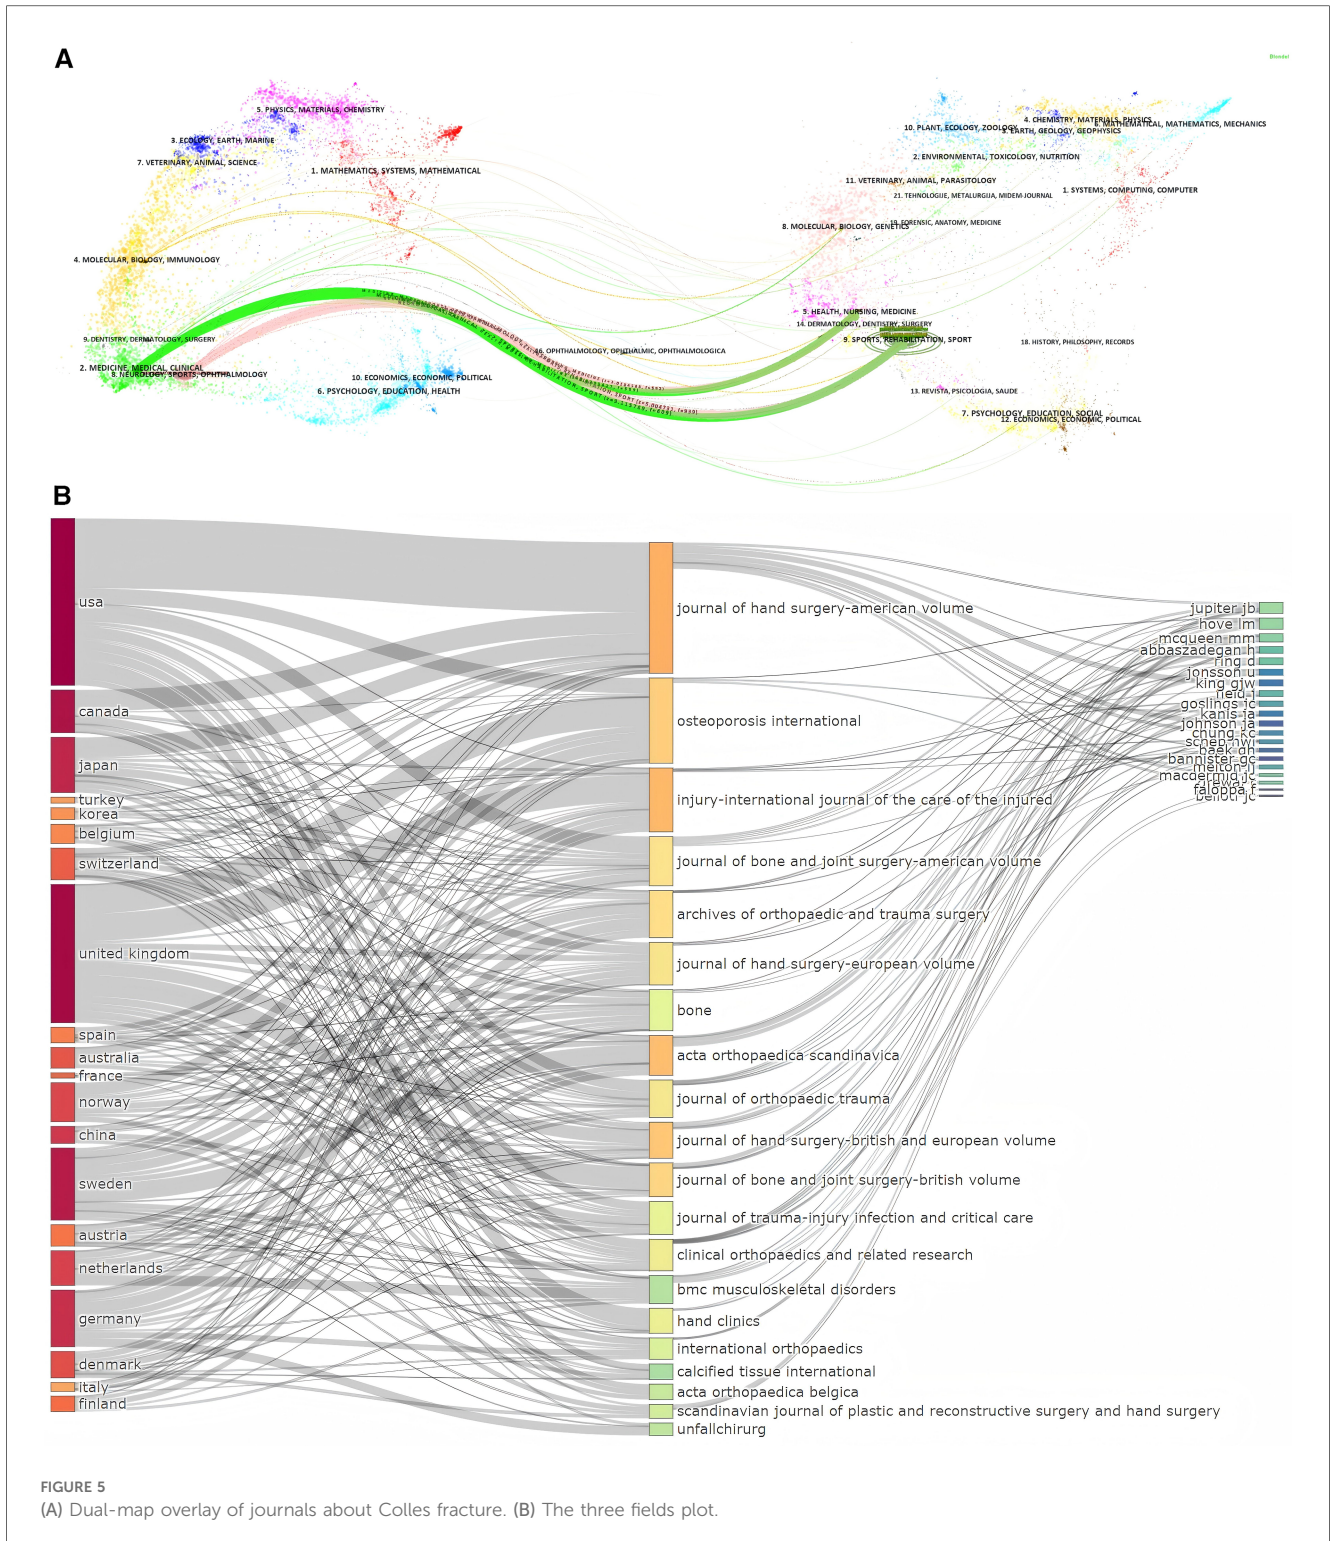 A
Blondel
5. PHYSICS, MATERIALS, CHEMISTRY
3. ECOLOGY, EARTH, MARINE
7. VETERINARY, ANIMAL, SCIENCE
1. MATHEMATICS, SYSTEMS, MATHEMATICAL
4. MOLECULAR, BIOLOGY, IMMUNOLOGY
9. DENTISTRY, DERMATOLOGY, SURGERY
2. MEDICINE, MEDICAL, CLINICAL
8. NEUROLOGY, SPORTS, OPHTHALMOLOGY
10. ECONOMICS, ECONOMIC, POLITICAL
6. PSYCHOLOGY, EDUCATION, HEALTH
4. CHEMISTRY, MATERIALS, PHYSICS
6. MATHEMATICAL, MATHEMATICS, MECHANICS
10. PLANT, ECOLOGY, ZOOLOGY
EARTH, GEOLOGY, GEOPHYSICS
2. ENVIRONMENTAL, TOXICOLOGY, NUTRITION
11. VETERINARY, ANIMAL, PARASITOLOGY
1. SYSTEMS, COMPUTING, COMPUTER
21. TEHNOLOGIJE, METALURGIJA, MIDEM-JOURNAL
19. FORENSIC, ANATOMY, MEDICINE
8. MOLECULAR, BIOLOGY, GENETICS
5. HEALTH, NURSING, MEDICINE
14. DERMATOLOGY, DENTISTRY, SURGERY
9. SPORTS, REHABILITATION, SPORT
18. HISTORY, PHILOSOPHY, RECORDS
16. OPHTHALMOLOGY, OPHTHALMIC, OPHTHALMOLOGICA
13. REVISTA, PSICOLOGIA, SAUDE
7. PSYCHOLOGY, EDUCATION, SOCIAL
12. ECONOMICS, ECONOMIC, POLITICAL
B
usa
canada
japan
turkey
korea
belgium
switzerland
united kingdom
spain
australia
france
norway
china
sweden
austria
netherlands
germany
denmark
italy
finland
journal of hand surgery-american volume
osteoporosis international
injury-international journal of the care of the injured
journal of bone and joint surgery-american volume
archives of orthopaedic and trauma surgery
journal of hand surgery-european volume
bone
acta orthopaedica scandinavica
journal of orthopaedic trauma
journal of hand surgery-british and european volume
journal of bone and joint surgery-british volume
journal of trauma-injury infection and critical care
clinical orthopaedics and related research
bmc musculoskeletal disorders
hand clinics
international orthopaedics
calcified tissue international
acta orthopaedica belgica
scandinavian journal of plastic and reconstructive surgery and hand surgery
unfallchirurg
jupiter jb
hove lm
mcqueen mm
abbaszadegan h
ring d
jonsson u
king gjw
field j
goslings jc
kanis ja
johnson ja
chung kc
schep nwl
baek gh
bannister gc
melton lj
macdermid jc
faloppa f
belloti jc
FIGURE 5
(A) Dual-map overlay of journals about Colles fracture. (B) The three fields plot.